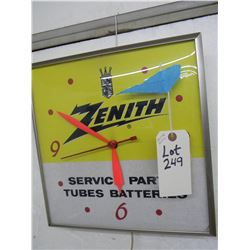 ZENITH
9
SERVICE PARTS
TUBES BATTERIES
6
Lot
249